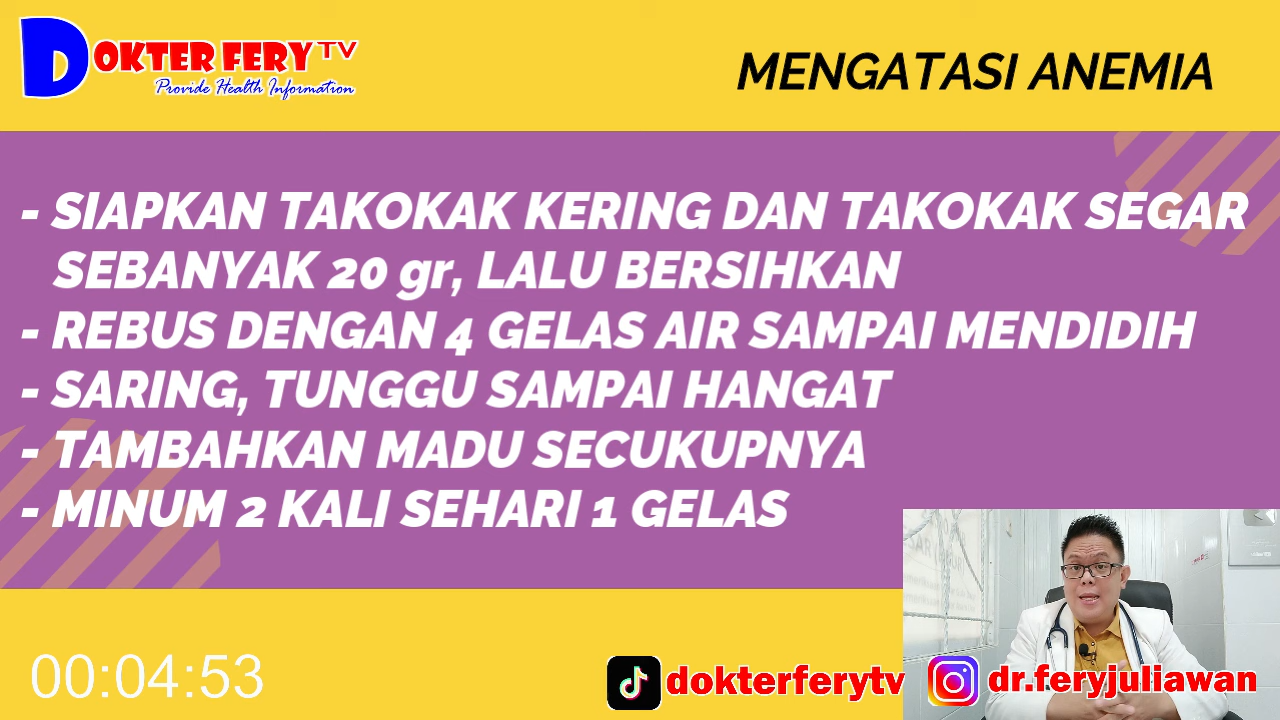 DOKTER FERY TV
Provide Health Information
MENGATASI ANEMIA
- SIAPKAN TAKOKAK KERING DAN TAKOKAK SEGAR
SEBANYAK 20 gr, LALU BERSIHKAN
- REBUS DENGAN 4 GELAS AIR SAMPAI MENDIDIH
- SARING, TUNGGU SAMPAI HANGAT
- TAMBAHKAN MADU SECUKUPNYA
- MINUM 2 KALI SEHARI 1 GELAS
00:04:53
dokterferytv
dr.feryjuliawan